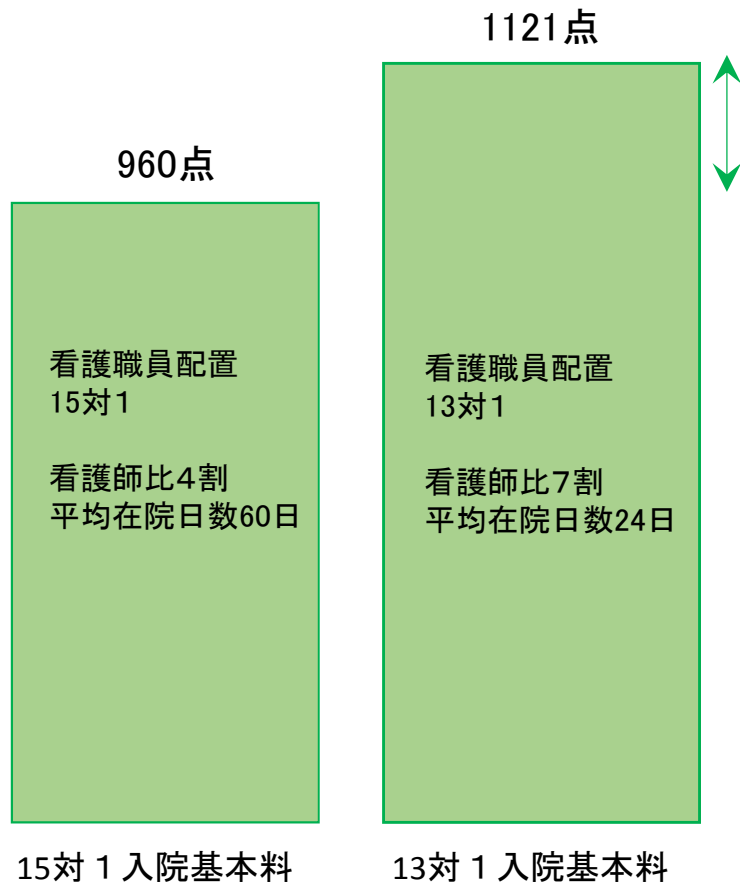 1121点
960点
看護職員配置
15対1
看護師比4割
平均在院日数60日
看護職員配置
13対1
看護師比7割
平均在院日数24日
15対１入院基本料
13対１入院基本料